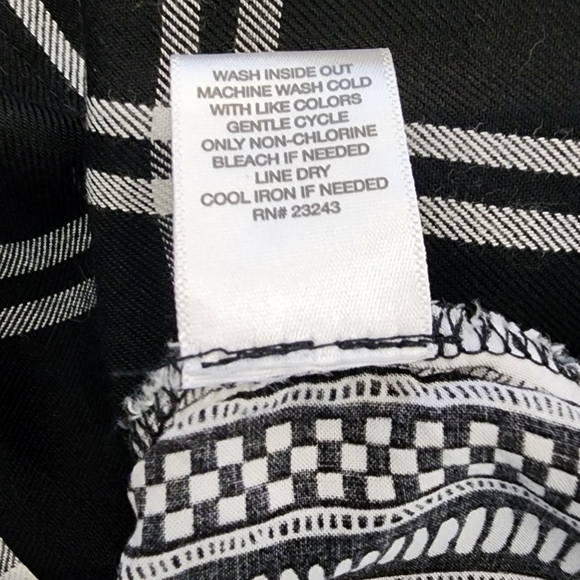 WASH INSIDE OUT
MACHINE WASH COLD
WITH LIKE COLORS
GENTLE CYCLE
ONLY NON-CHLORINE
BLEACH IF NEEDED
LINE DRY
COOL IRON IF NEEDED
RN# 23243